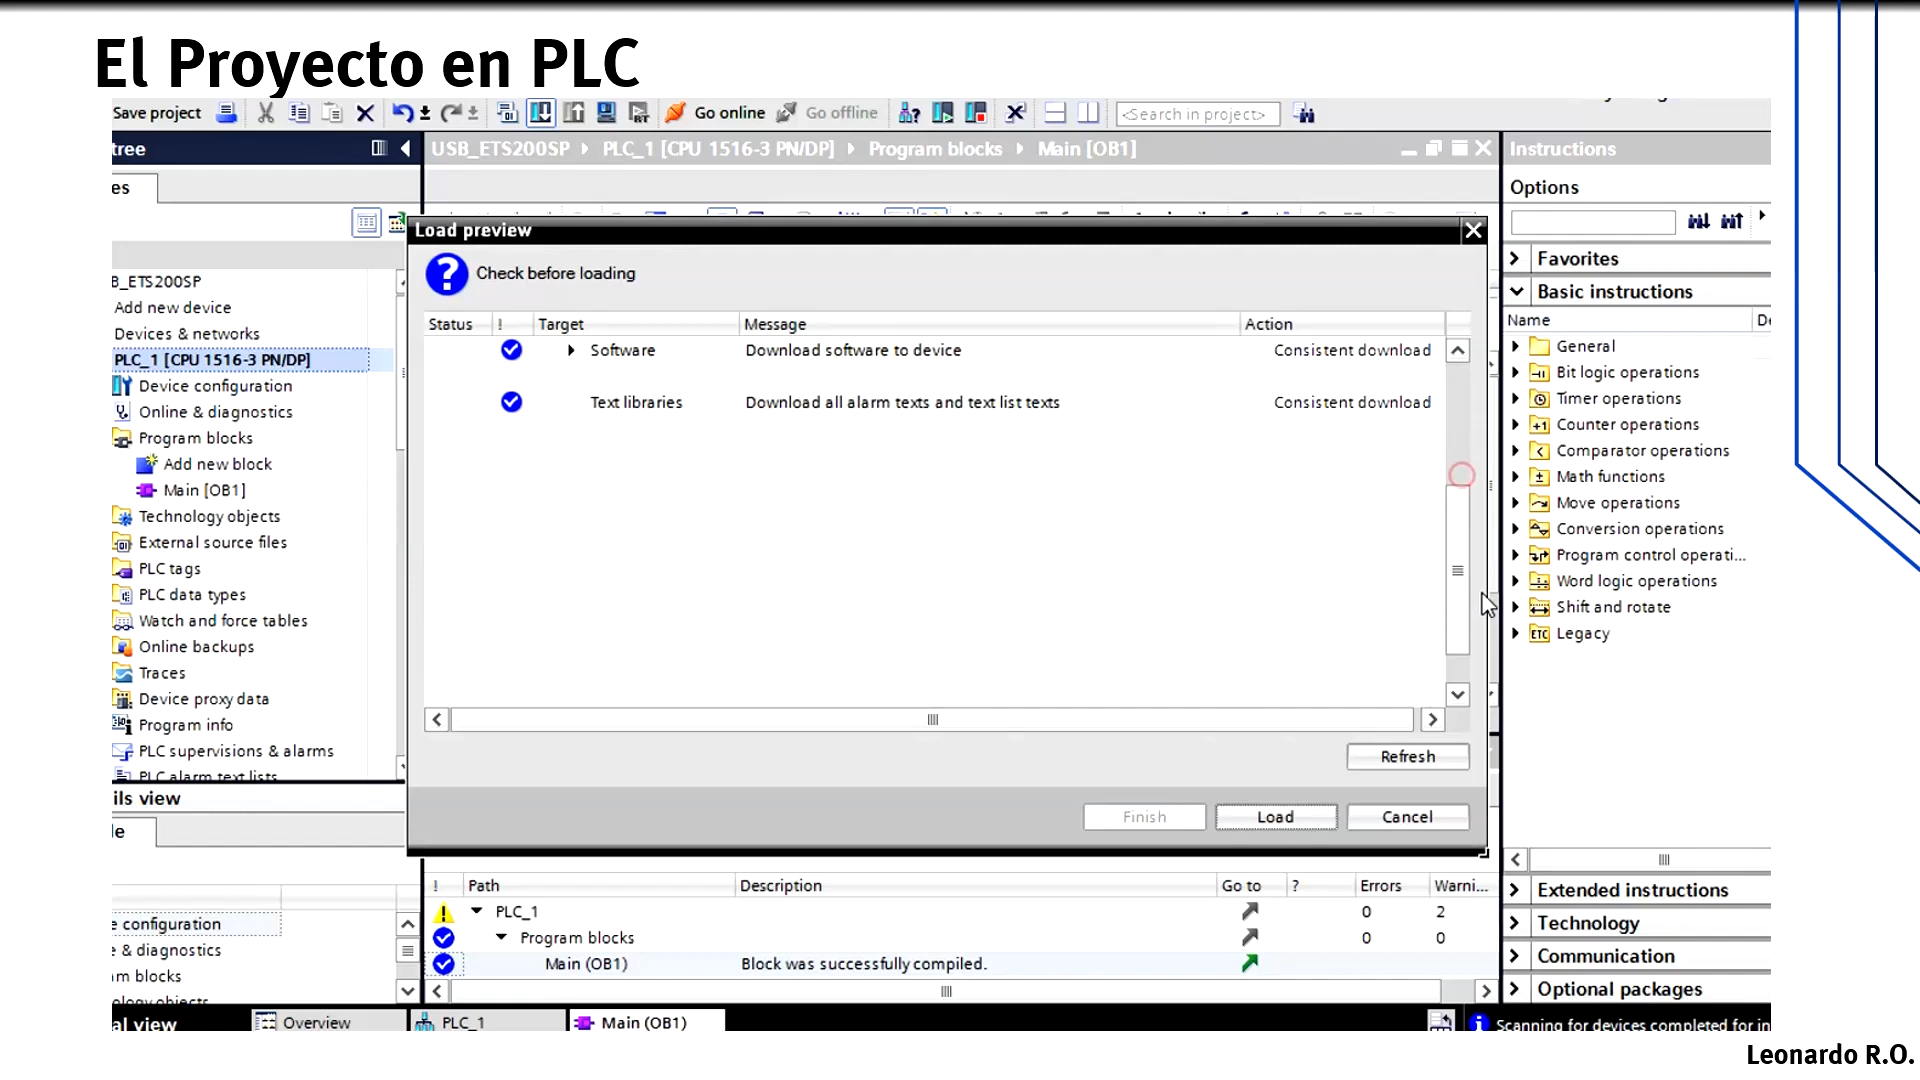 El Proyecto en PLC
Save project
Go online
Go offline
<Search in project>
tree
USB_ETS200SP
PLC_1 [CPU 1516-3 PN/DP]
Program blocks
Main [OB1]
Instructions
es
Options
Load preview
Check before loading
Status ! Target Message Action
Software Download software to device Consistent download
Text libraries Download all alarm texts and text list texts Consistent download
Refresh
Finish Load Cancel
B_ETS200SP
Add new device
Devices & networks
PLC_1 [CPU 1516-3 PN/DP]
Device configuration
Online & diagnostics
Program blocks
Add new block
Main [OB1]
Technology objects
External source files
PLC tags
PLC data types
Watch and force tables
Online backups
Traces
Device proxy data
Program info
PLC supervisions & alarms
PLC alarm text lists
ils view
le
e configuration
e & diagnostics
am blocks
ology objects
Favorites
Basic instructions
Name De
General
Bit logic operations
Timer operations
Counter operations
Comparator operations
Math functions
Move operations
Conversion operations
Program control operati...
Word logic operations
Shift and rotate
Legacy
Extended instructions
Technology
Communication
Optional packages
! Path Description Go to ? Errors Warni...
PLC_1 0 2
Program blocks 0 0
Main (OB1) Block was successfully compiled.
al view
Overview
PLC_1
Main (OB1)
Scanning for devices completed for in
Leonardo R.O.